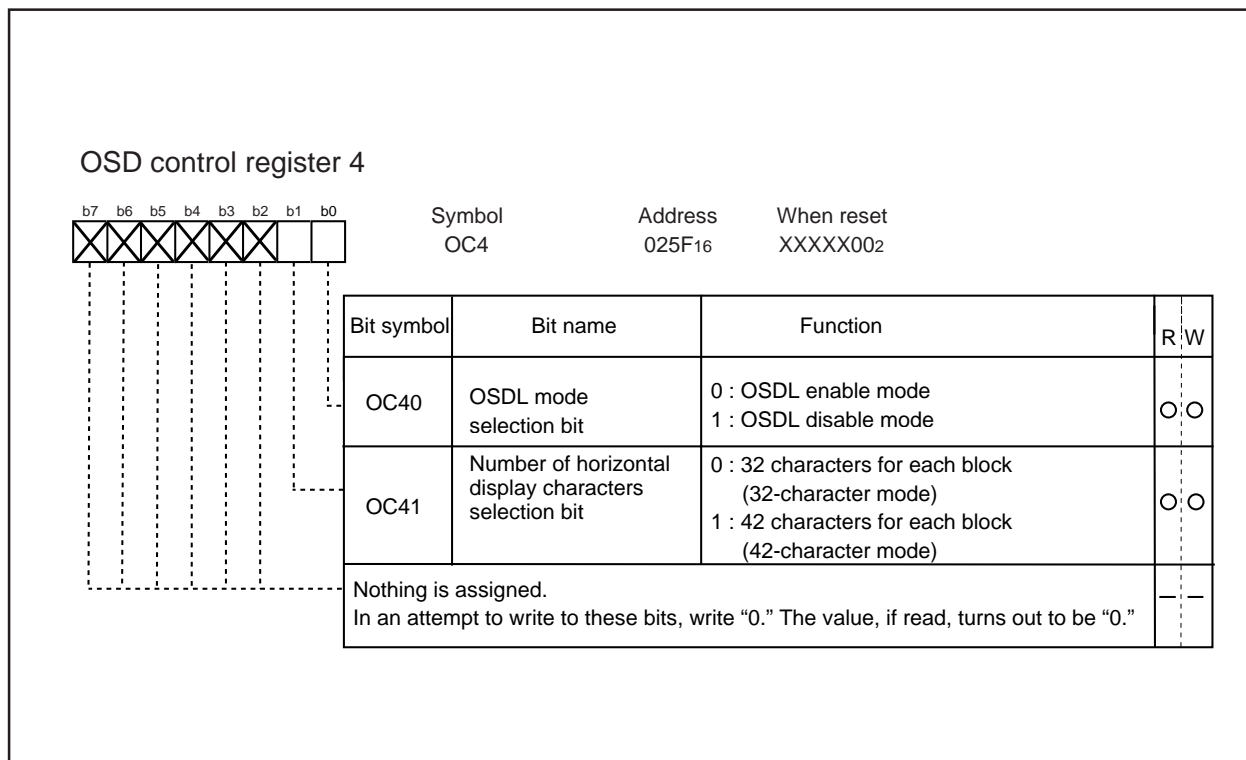 OSD control register 4
b7 b6 b5 b4 b3 b2 b1 b0
Symbol Address When reset
OC4 025F16 XXXXX002
Bit symbol Bit name Function R W
OC40
OSDL mode
selection bit
0 : OSDL enable mode
1 : OSDL disable mode
OC41
Number of horizontal
display characters
selection bit
0 : 32 characters for each block
(32-character mode)
1 : 42 characters for each block
(42-character mode)
Nothing is assigned.
In an attempt to write to these bits, write “0.” The value, if read, turns out to be “0.”